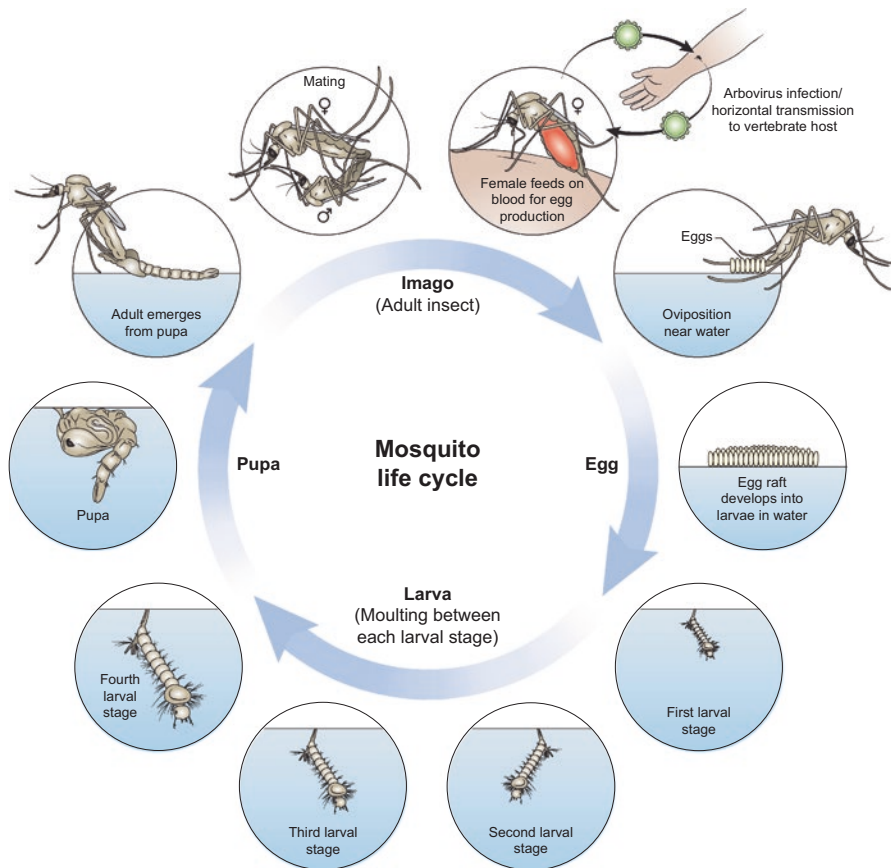 Mating
♀
♂
♀
Female feeds on
blood for egg
production
Arbovirus infection/
horizontal transmission
to vertebrate host
Adult emerges
from pupa
Imago
(Adult insect)
Eggs
Oviposition
near water
Pupa
Pupa
Mosquito
life cycle
Egg
Egg raft
develops into
larvae in water
Larva
(Moulting between
each larval stage)
Fourth
larval
stage
First larval
stage
Third larval
stage
Second larval
stage